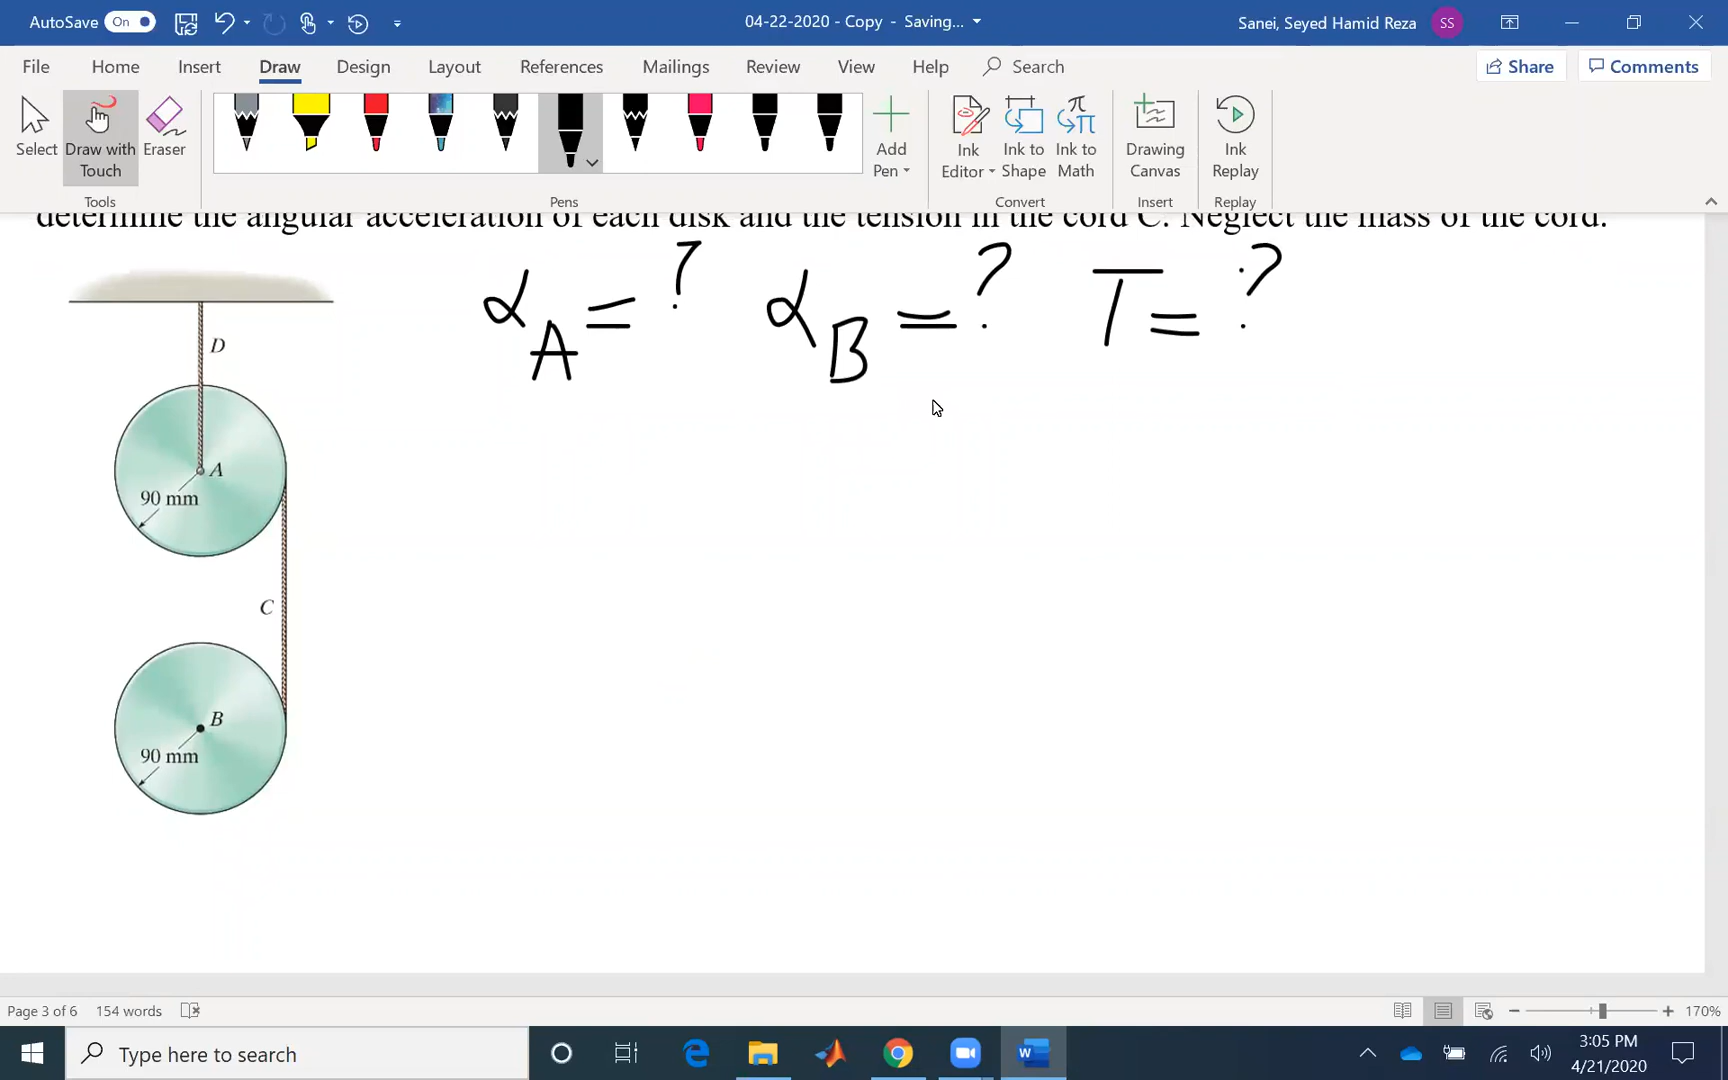 AutoSave On
04-22-2020 - Copy - Saving...
Sanei, Seyed Hamid Reza SS
File Home Insert Draw Design Layout References Mailings Review View Help Search
Share Comments
Select Draw with Touch Eraser
Add Pen
Ink Editor Ink to Shape Ink to Math
Drawing Canvas
Ink Replay
Tools Pens Convert Insert Replay
determine the angular acceleration of each disk and the tension in the cord C. Neglect the mass of the cord.
α_A = ? α_B = ? T = ?
D
A
90 mm
C
B
90 mm
Page 3 of 6 154 words
170%
Type here to search
3:05 PM
4/21/2020